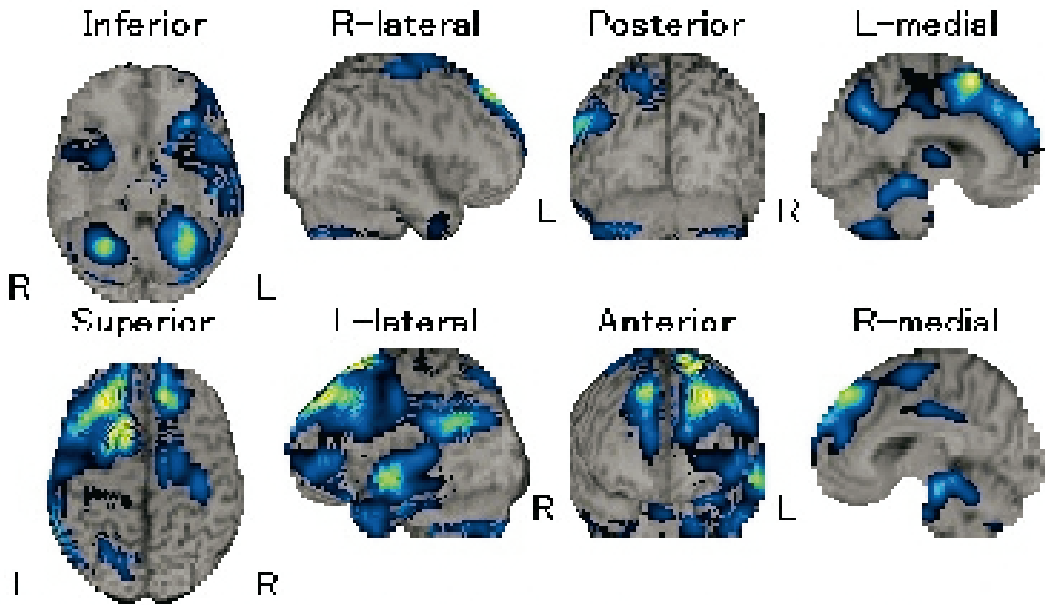 Inferior R-lateral Posterior L-medial
L R
R L
Superior L-lateral Anterior R-medial
R L
L R